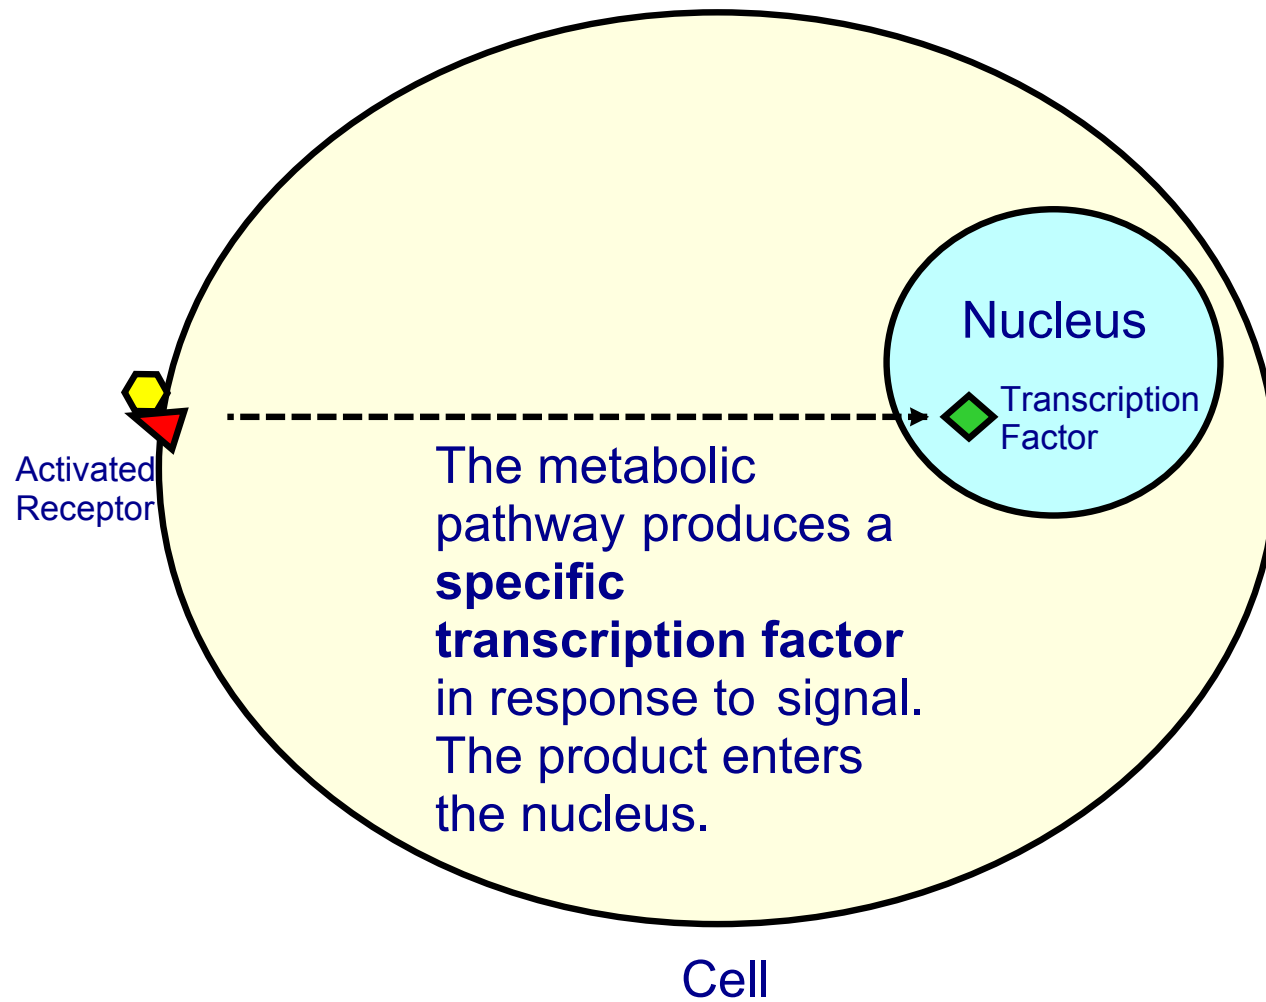 Nucleus
Transcription
Factor
Activated
Receptor
The metabolic
pathway produces a
specific
transcription factor
in response to signal.
The product enters
the nucleus.
Cell